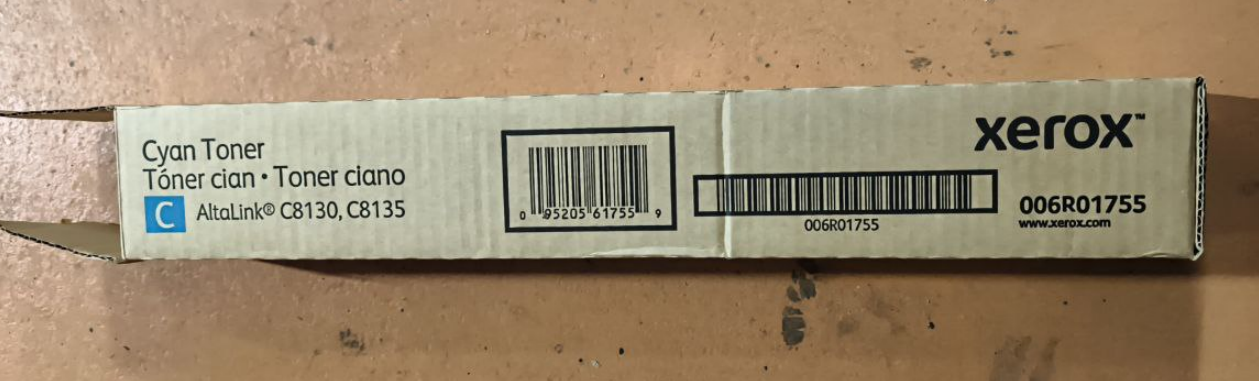 Cyan Toner
Tóner cian • Toner ciano
C AltaLink® C8130, C8135
0 95205 61755 9
006R01755
xerox™
006R01755
www.xerox.com